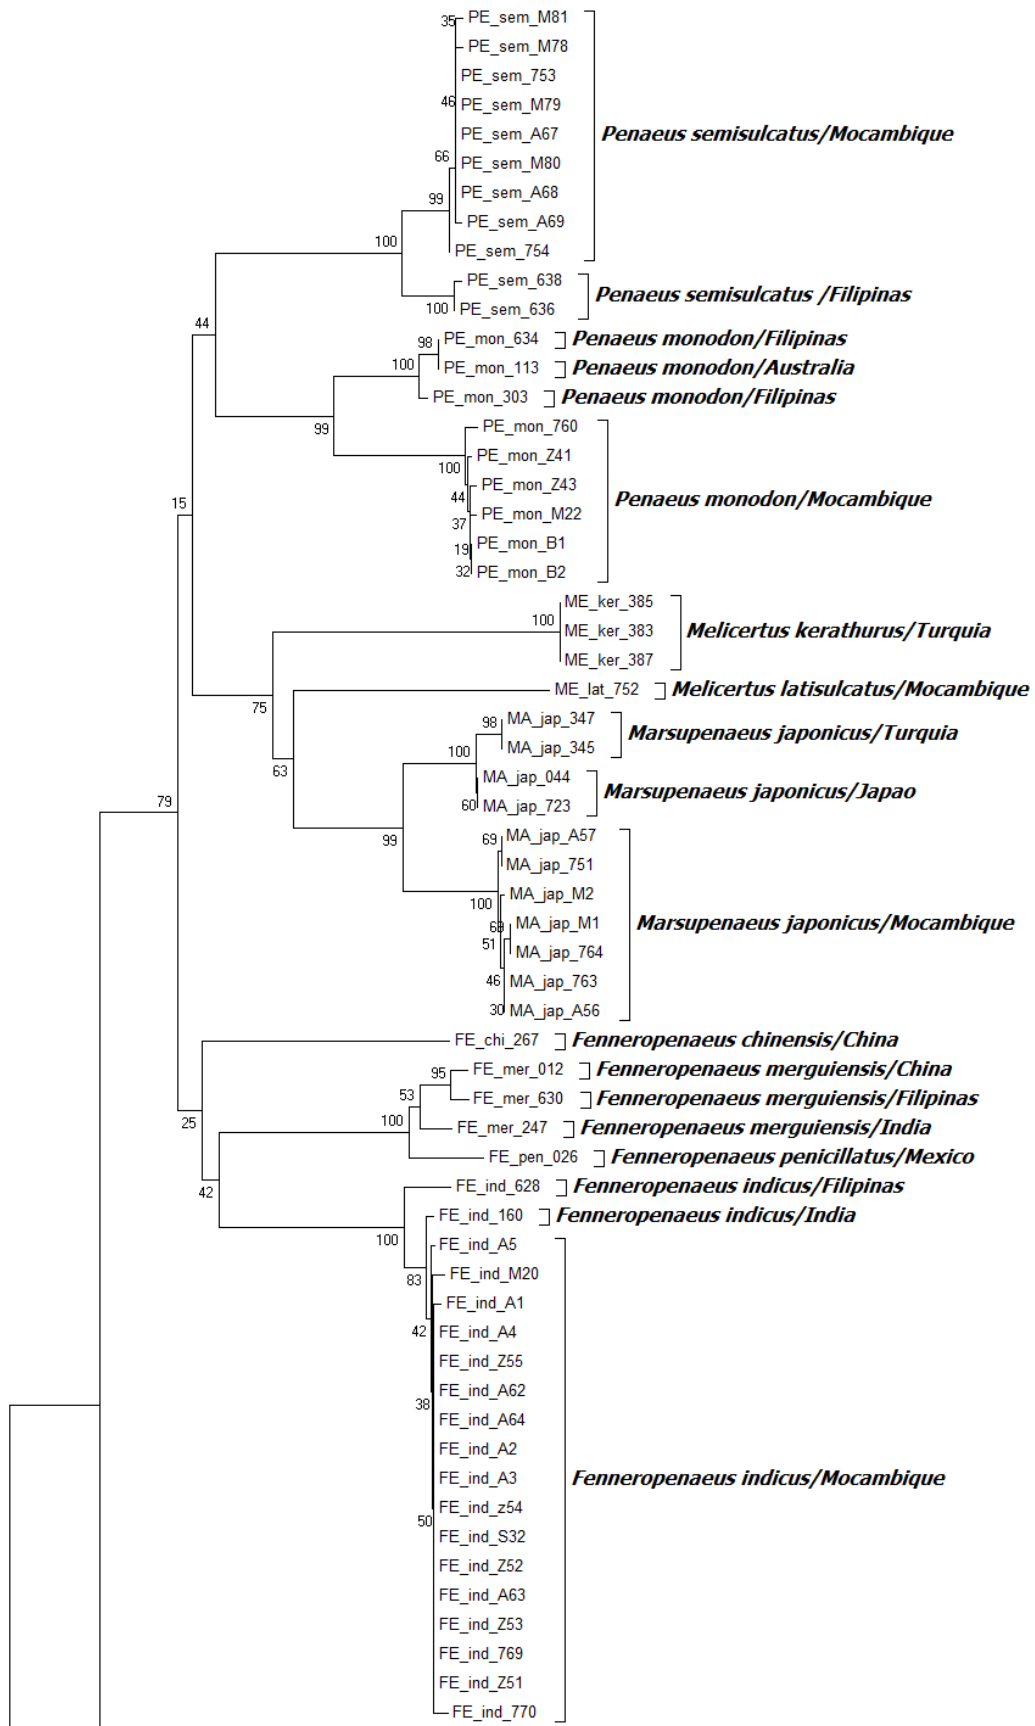 35 PE_sem_M81
PE_sem_M78
PE_sem_753
46 PE_sem_M79
PE_sem_A67 Penaeus semisulcatus/Mocambique
66 PE_sem_M80
PE_sem_A68
99 PE_sem_A69
100 PE_sem_754
PE_sem_638 Penaeus semisulcatus /Filipinas
100 PE_sem_636
44 98 PE_mon_634 Penaeus monodon/Filipinas
100 PE_mon_113 Penaeus monodon/Australia
PE_mon_303 Penaeus monodon/Filipinas
99 PE_mon_760
100 PE_mon_Z41
44 PE_mon_Z43 Penaeus monodon/Mocambique
15 37 PE_mon_M22
19 PE_mon_B1
32 PE_mon_B2
ME_ker_385
100 ME_ker_383 Melicertus kerathurus/Turquia
ME_ker_387
75 ME_lat_752 Melicertus latisulcatus/Mocambique
98 MA_jap_347 Marsupenaeus japonicus/Turquia
100 MA_jap_345
63 MA_jap_044 Marsupenaeus japonicus/Japao
79 60 MA_jap_723
99 69 MA_jap_A57
MA_jap_751
100 MA_jap_M2
MA_jap_M1 Marsupenaeus japonicus/Mocambique
51 MA_jap_764
46 MA_jap_763
30 MA_jap_A56
FE_chi_267 Fenneropenaeus chinensis/China
95 FE_mer_012 Fenneropenaeus merguiensis/China
53 FE_mer_630 Fenneropenaeus merguiensis/Filipinas
25 100 FE_mer_247 Fenneropenaeus merguiensis/India
FE_pen_026 Fenneropenaeus penicillatus/Mexico
42 FE_ind_628 Fenneropenaeus indicus/Filipinas
FE_ind_160 Fenneropenaeus indicus/India
100 FE_ind_A5
83 FE_ind_M20
FE_ind_A1
42 FE_ind_A4
FE_ind_Z55
FE_ind_A62
38 FE_ind_A64
FE_ind_A2
FE_ind_A3 Fenneropenaeus indicus/Mocambique
FE_ind_z54
50 FE_ind_S32
FE_ind_Z52
FE_ind_A63
FE_ind_Z53
FE_ind_769
FE_ind_Z51
FE_ind_770